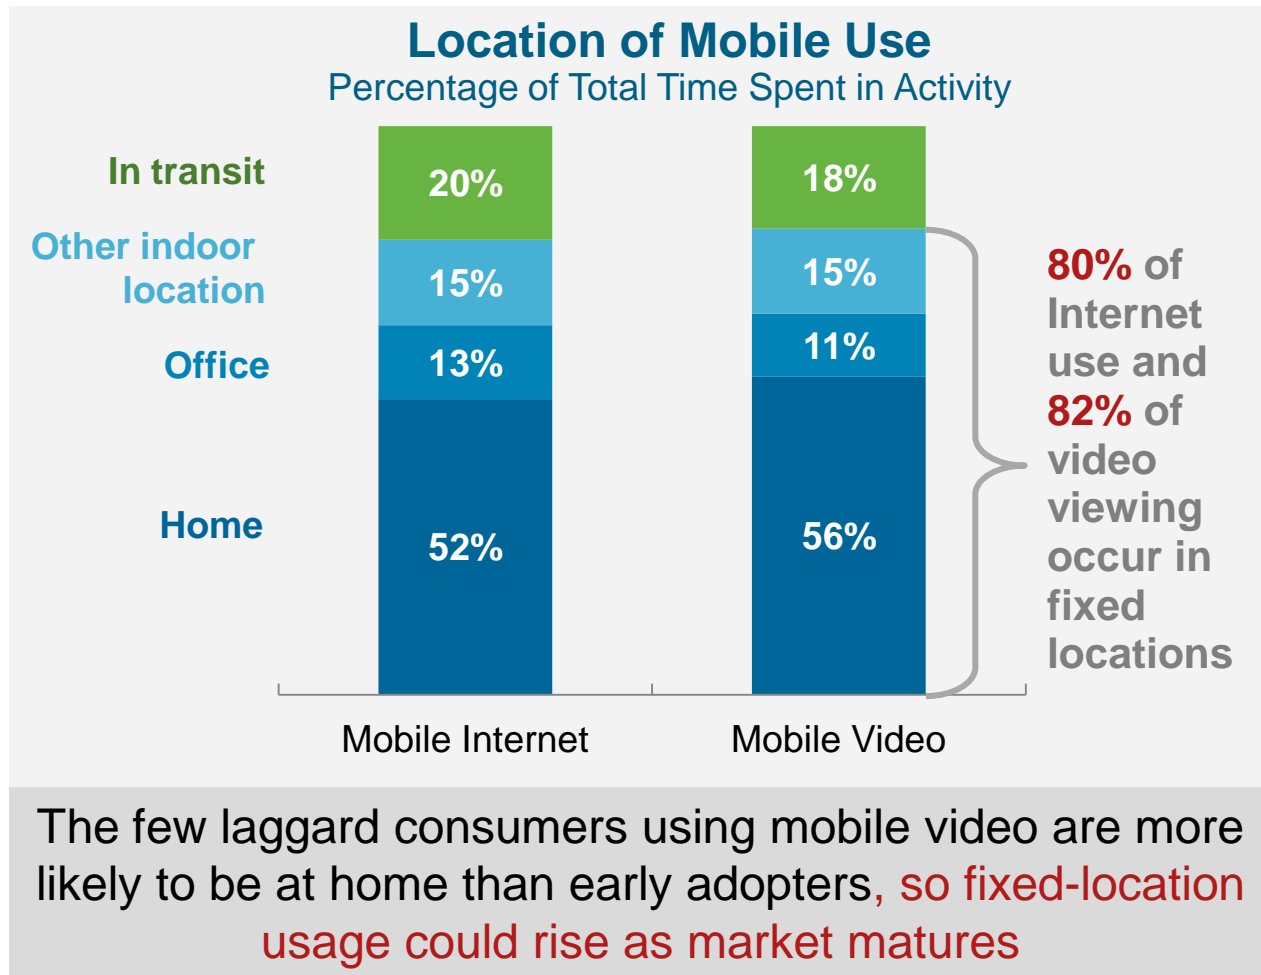 Location of Mobile Use
Percentage of Total Time Spent in Activity
In transit
20%
18%
Other indoor
location
15%
15%
Office
13%
11%
Home
52%
56%
80% of
Internet
use and
82% of
video
viewing
occur in
fixed
locations
Mobile Internet
Mobile Video
The few laggard consumers using mobile video are more
likely to be at home than early adopters, so fixed-location
usage could rise as market matures